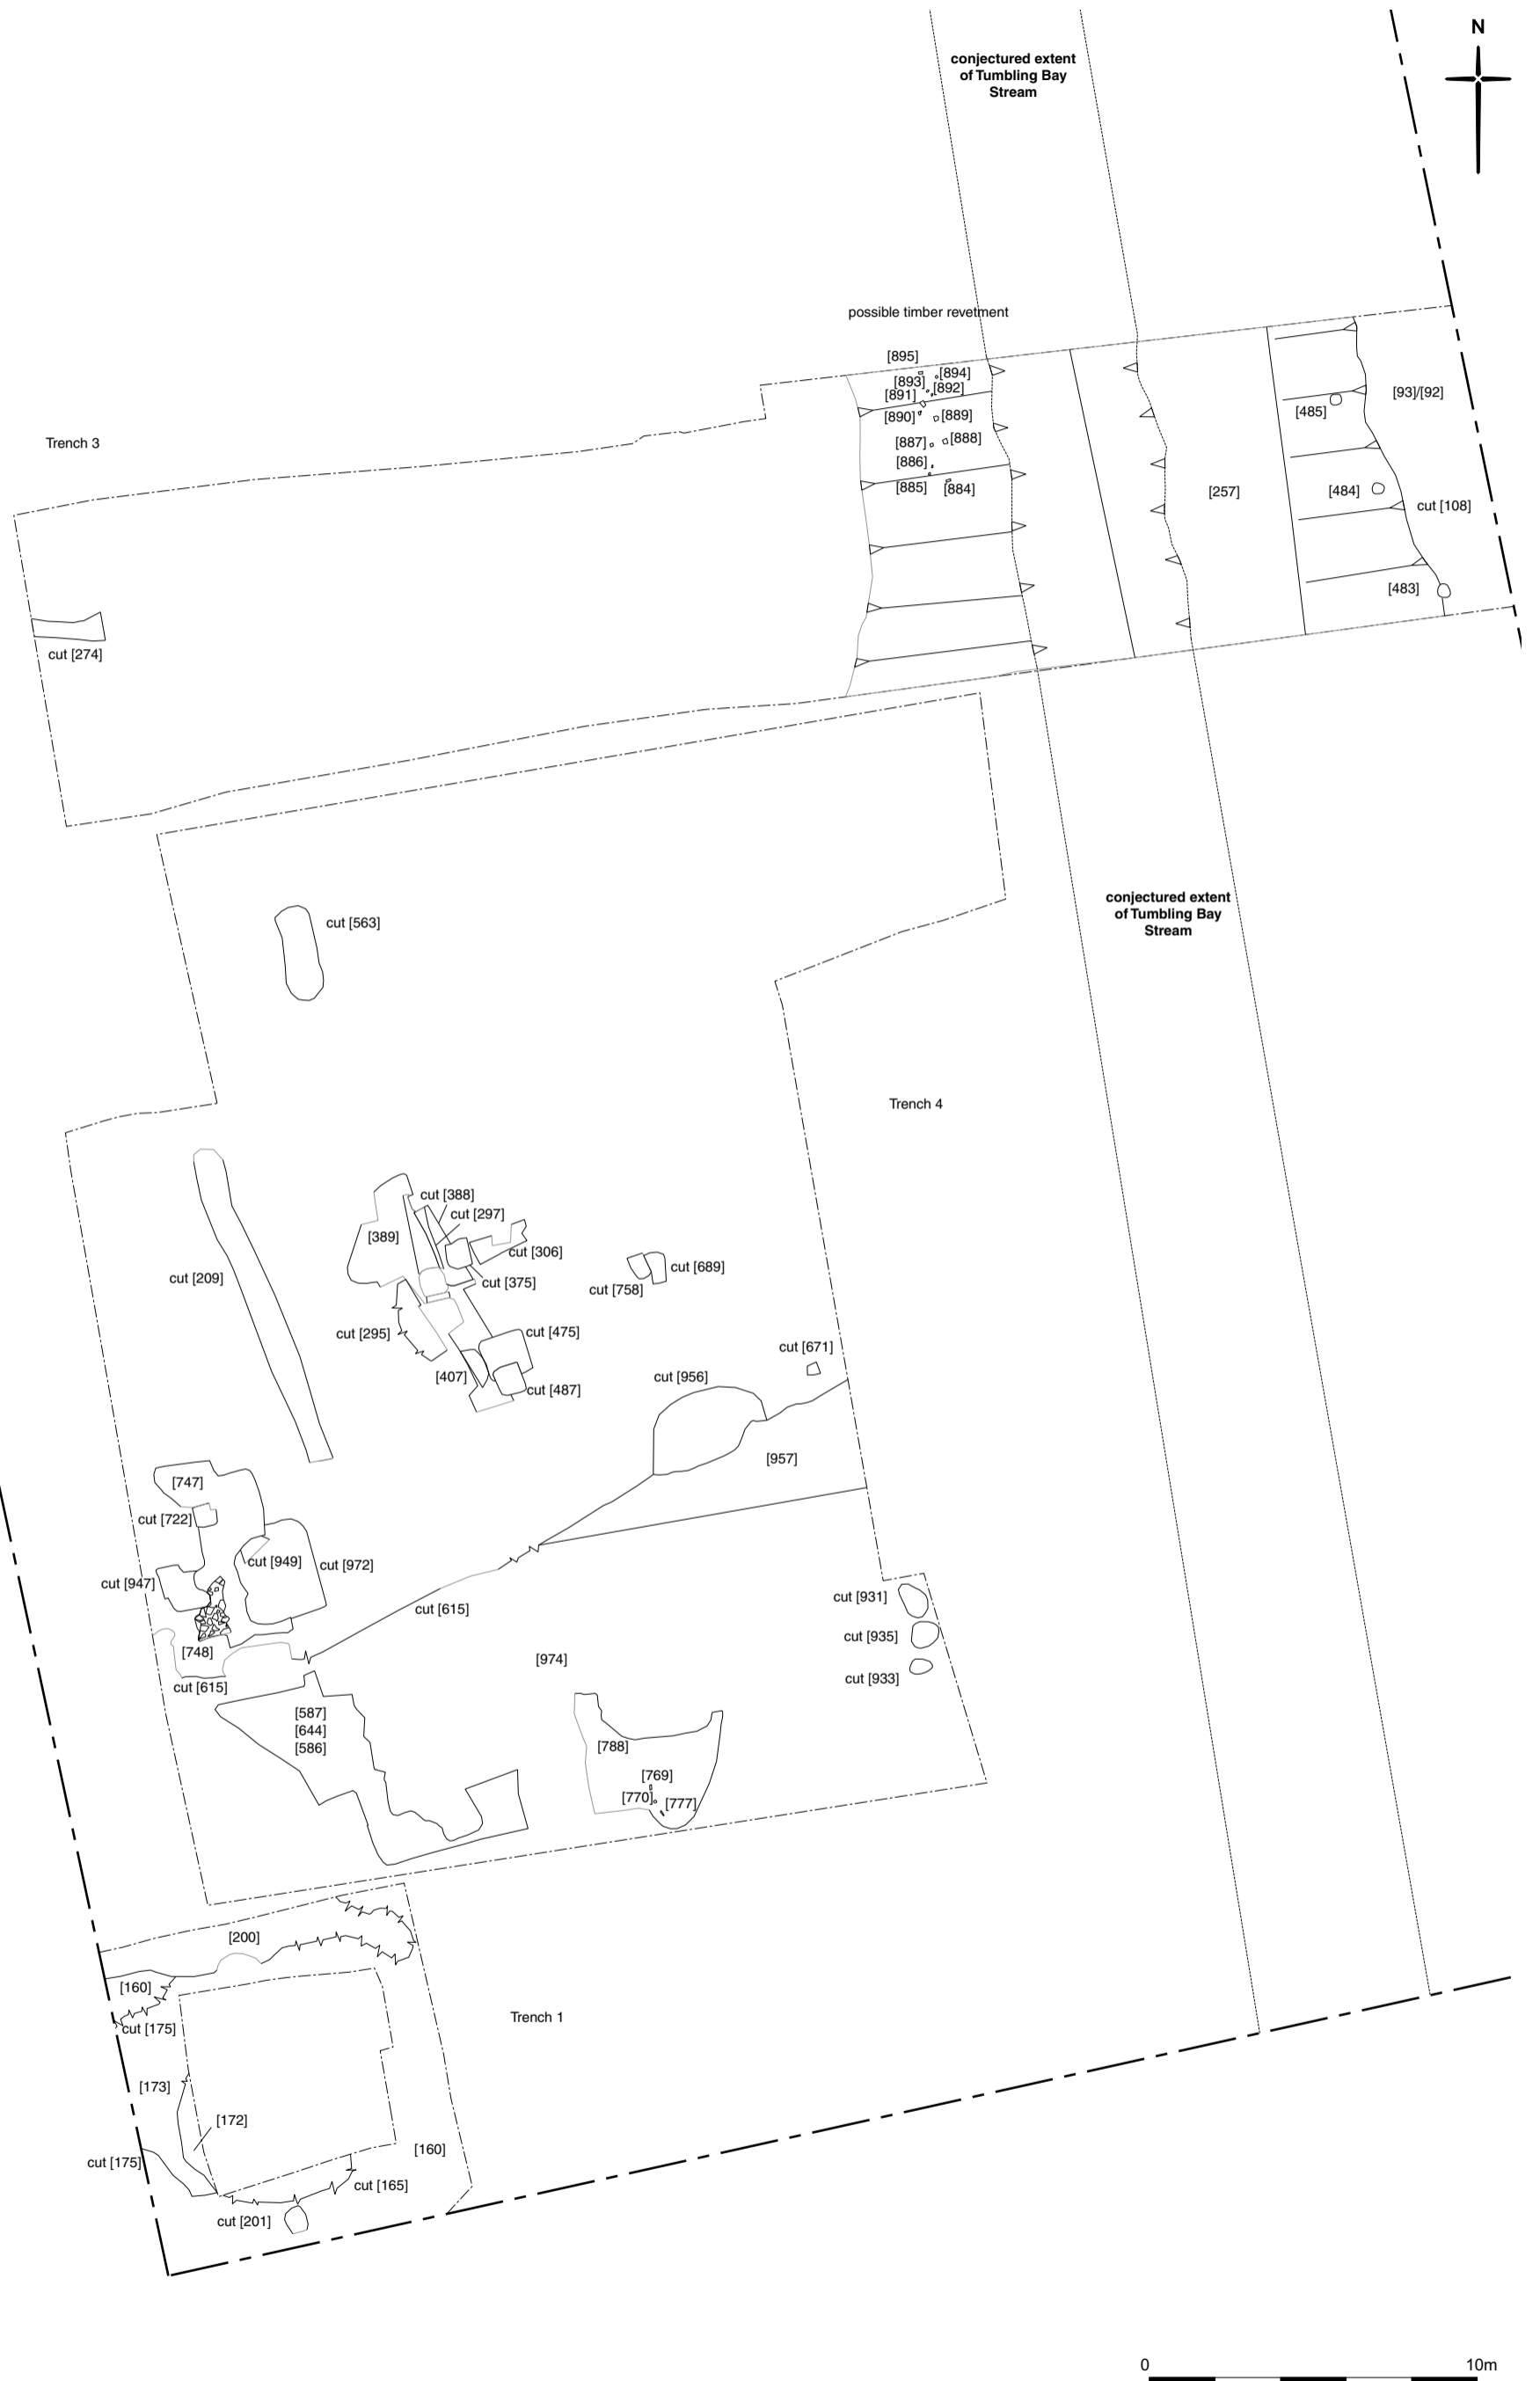 N
conjectured extent
of Tumbling Bay
Stream
possible timber revetment
[895]
[894]
[893]
[892]
[891]
[890]
[889]
[887]
[888]
[886]
[885]
[884]
[93]/[92]
[485]
[484]
[257]
cut [108]
[483]
Trench 3
cut [274]
conjectured extent
of Tumbling Bay
Stream
cut [563]
Trench 4
cut [388]
cut [297]
[389]
cut [306]
cut [375]
cut [209]
cut [689]
cut [758]
cut [295]
cut [475]
[407]
cut [487]
cut [671]
cut [956]
[957]
[747]
cut [722]
cut [949]
cut [972]
cut [947]
cut [931]
cut [615]
cut [935]
[748]
[974]
cut [933]
cut [615]
[587]
[644]
[586]
[788]
[769]
[770]
[777]
[200]
[160]
cut [175]
Trench 1
[173]
[172]
[160]
cut [175]
cut [165]
cut [201]
0
10m